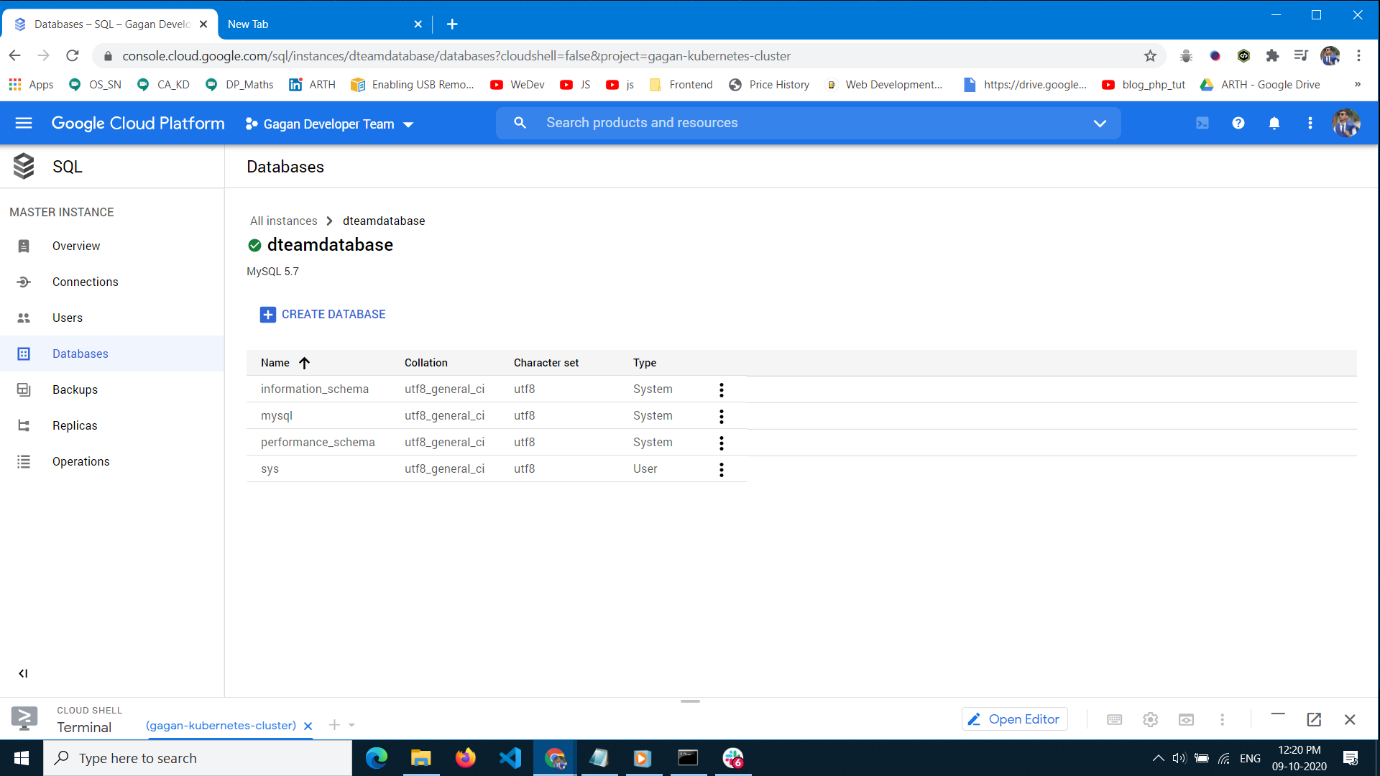 Databases – SQL – Gagan Develo
New Tab
console.cloud.google.com/sql/instances/dteamdatabase/databases?cloudshell=false&project=gagan-kubernetes-cluster
Apps OS_SN CA_KD DP_Maths ARTH Enabling USB Remo... WeDev JS js Frontend Price History Web Development... https://drive.google... blog_php_tut ARTH - Google Drive »
Google Cloud Platform Gagan Developer Team Search products and resources
SQL
Databases
MASTER INSTANCE
Overview
Connections
Users
Databases
Backups
Replicas
Operations
All instances dteamdatabase
dteamdatabase
MySQL 5.7
CREATE DATABASE
Name Collation Character set Type
information_schema utf8_general_ci utf8 System
mysql utf8_general_ci utf8 System
performance_schema utf8_general_ci utf8 System
sys utf8_general_ci utf8 User
CLOUD SHELL
Terminal (gagan-kubernetes-cluster) Open Editor
Type here to search
6
ENG
12:20 PM
09-10-2020